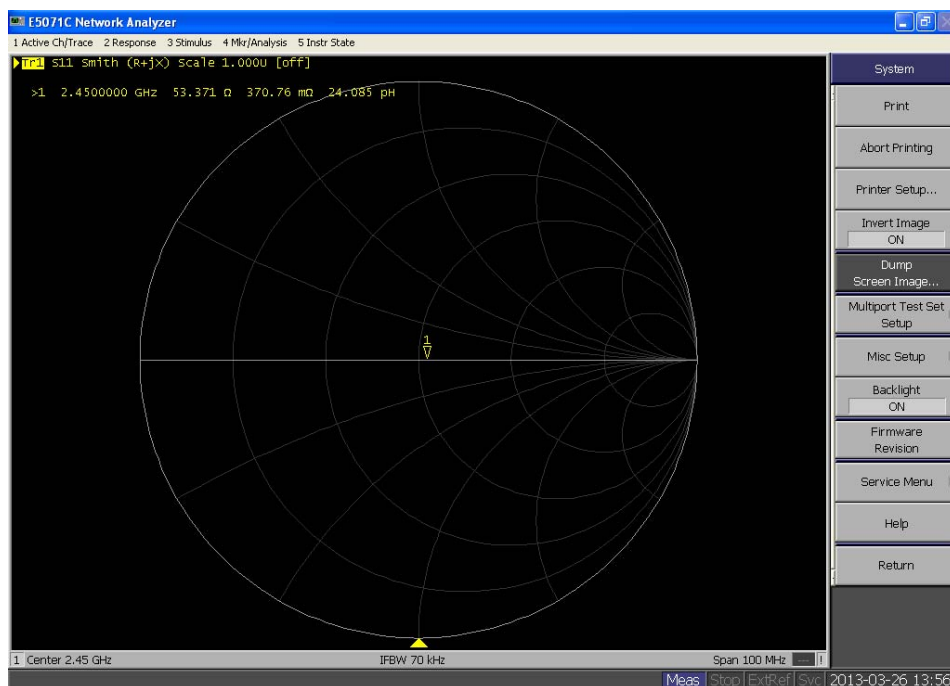 E5071C Network Analyzer
1 Active Ch/Trace 2 Response 3 Stimulus 4 Mkr/Analysis 5 Instr State
Tr1 S11 Smith (R+jX) Scale 1.000U [off]
>1 2.4500000 GHz 53.371 Ω 370.76 mΩ 24.085 pH
1
System
Print
Abort Printing
Printer Setup...
Invert Image
ON
Dump
Screen Image...
Multiport Test Set
Setup
Misc Setup
Backlight
ON
Firmware
Revision
Service Menu
Help
Return
1 Center 2.45 GHz IFBW 70 kHz Span 100 MHz !
Meas Stop ExtRef Svc 2013-03-26 13:56